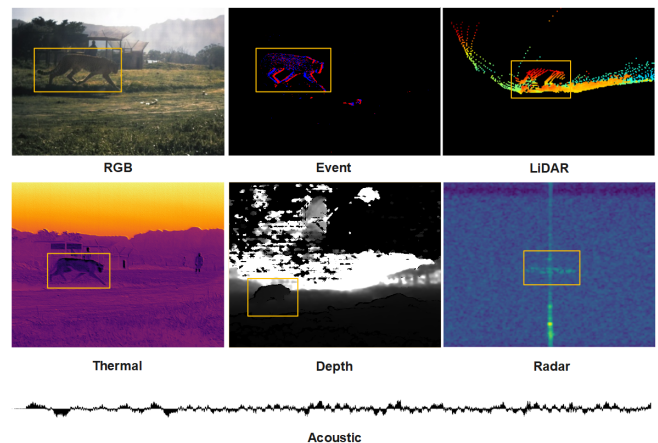 RGB
Event
LiDAR
Thermal
Depth
Radar
Acoustic